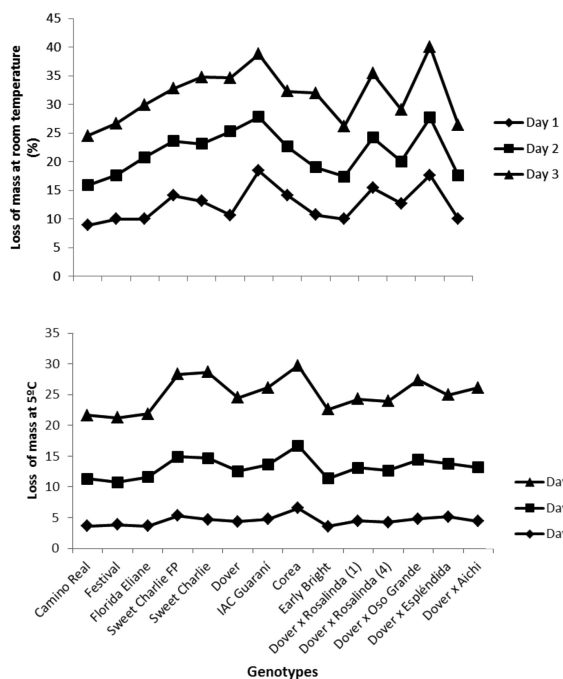 Loss of mass at room temperature
(%)
45
40
35
30
25
20
15
10
5
0
Day 1
Day 2
Day 3
Loss of mass at 5ºC
35
30
25
20
15
10
5
0
Day
Day
Day
Camino Real
Festival
Florida Eliane
Sweet Charlie FP
Sweet Charlie
Dover
IAC Guaraní
Corea
Early Bright
Dover x Rosalinda (1)
Dover x Rosalinda (4)
Dover x Oso Grande
Dover x Espléndida
Dover x Aichi
Genotypes